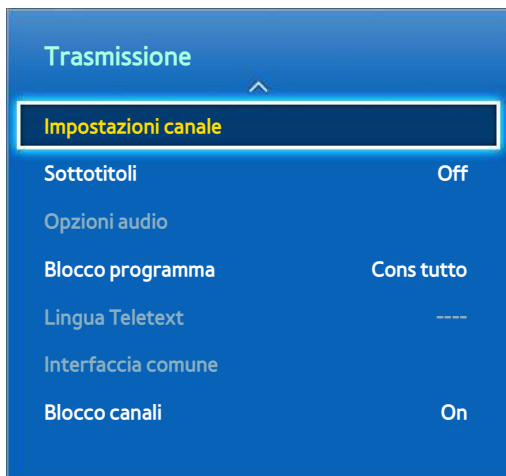 Trasmissione
Impostazioni canale
Sottotitoli Off
Opzioni audio
Blocco programma Cons tutto
Lingua Teletext ----
Interfaccia comune
Blocco canali On